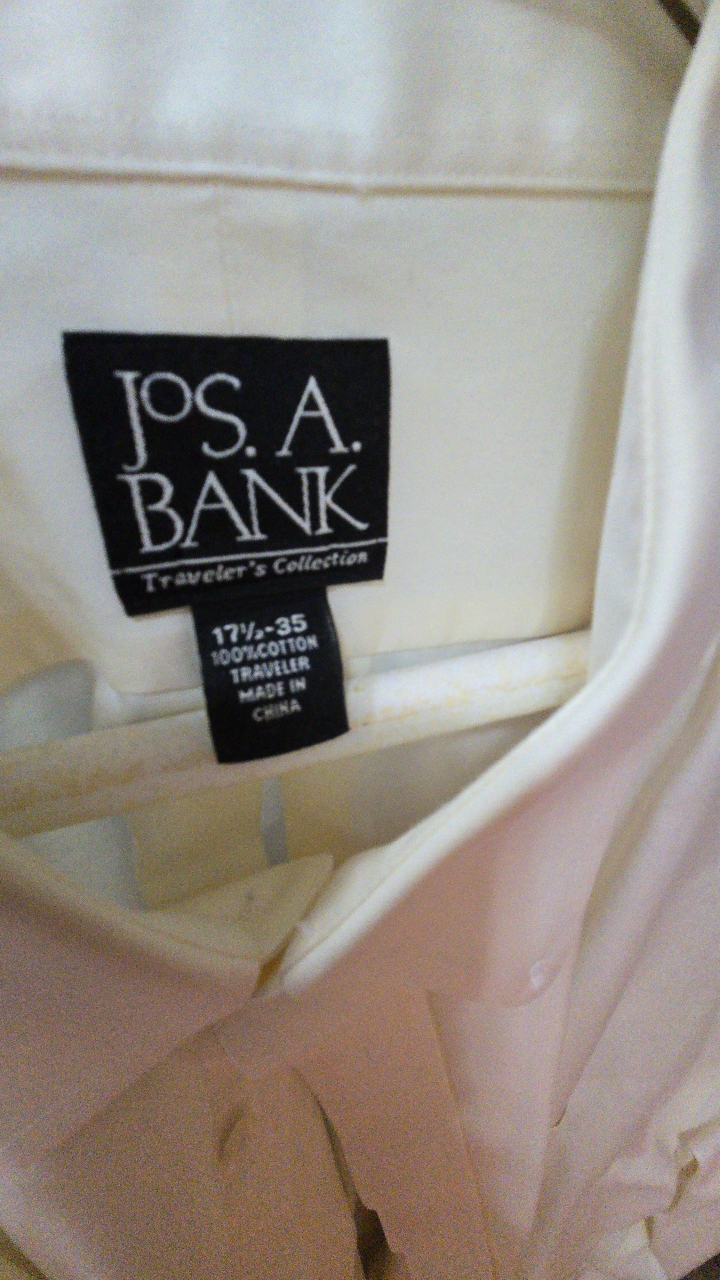 JOS. A.
BANK
Traveler's Collection
17½-35
100%COTTON
TRAVELER
MADE IN
CHINA